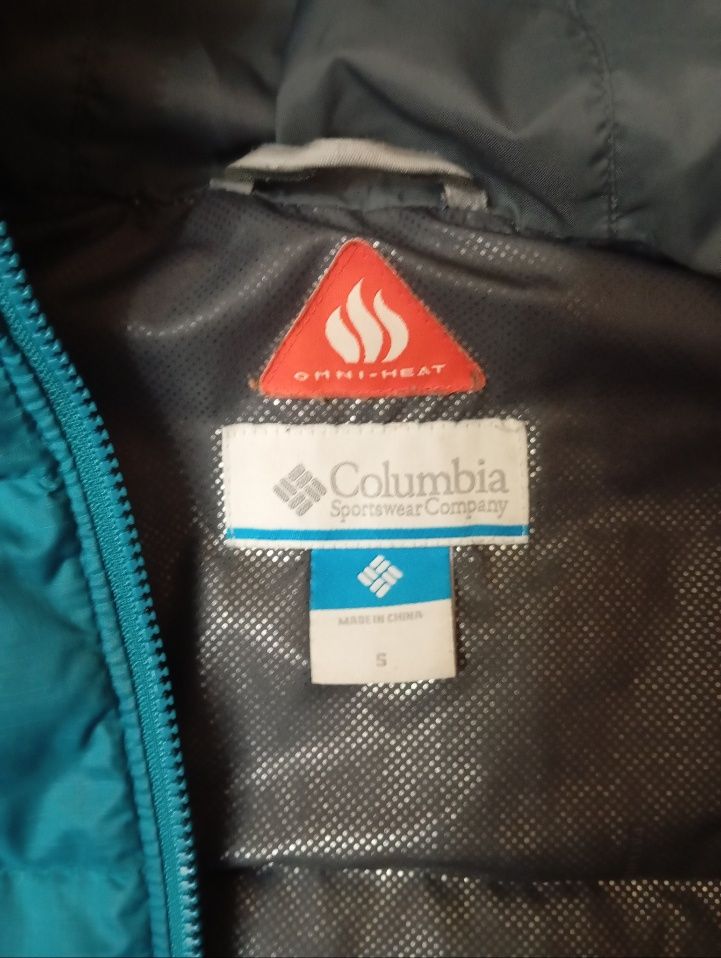 OMNI-HEAT
Columbia
Sportswear Company
MADE IN CHINA
S